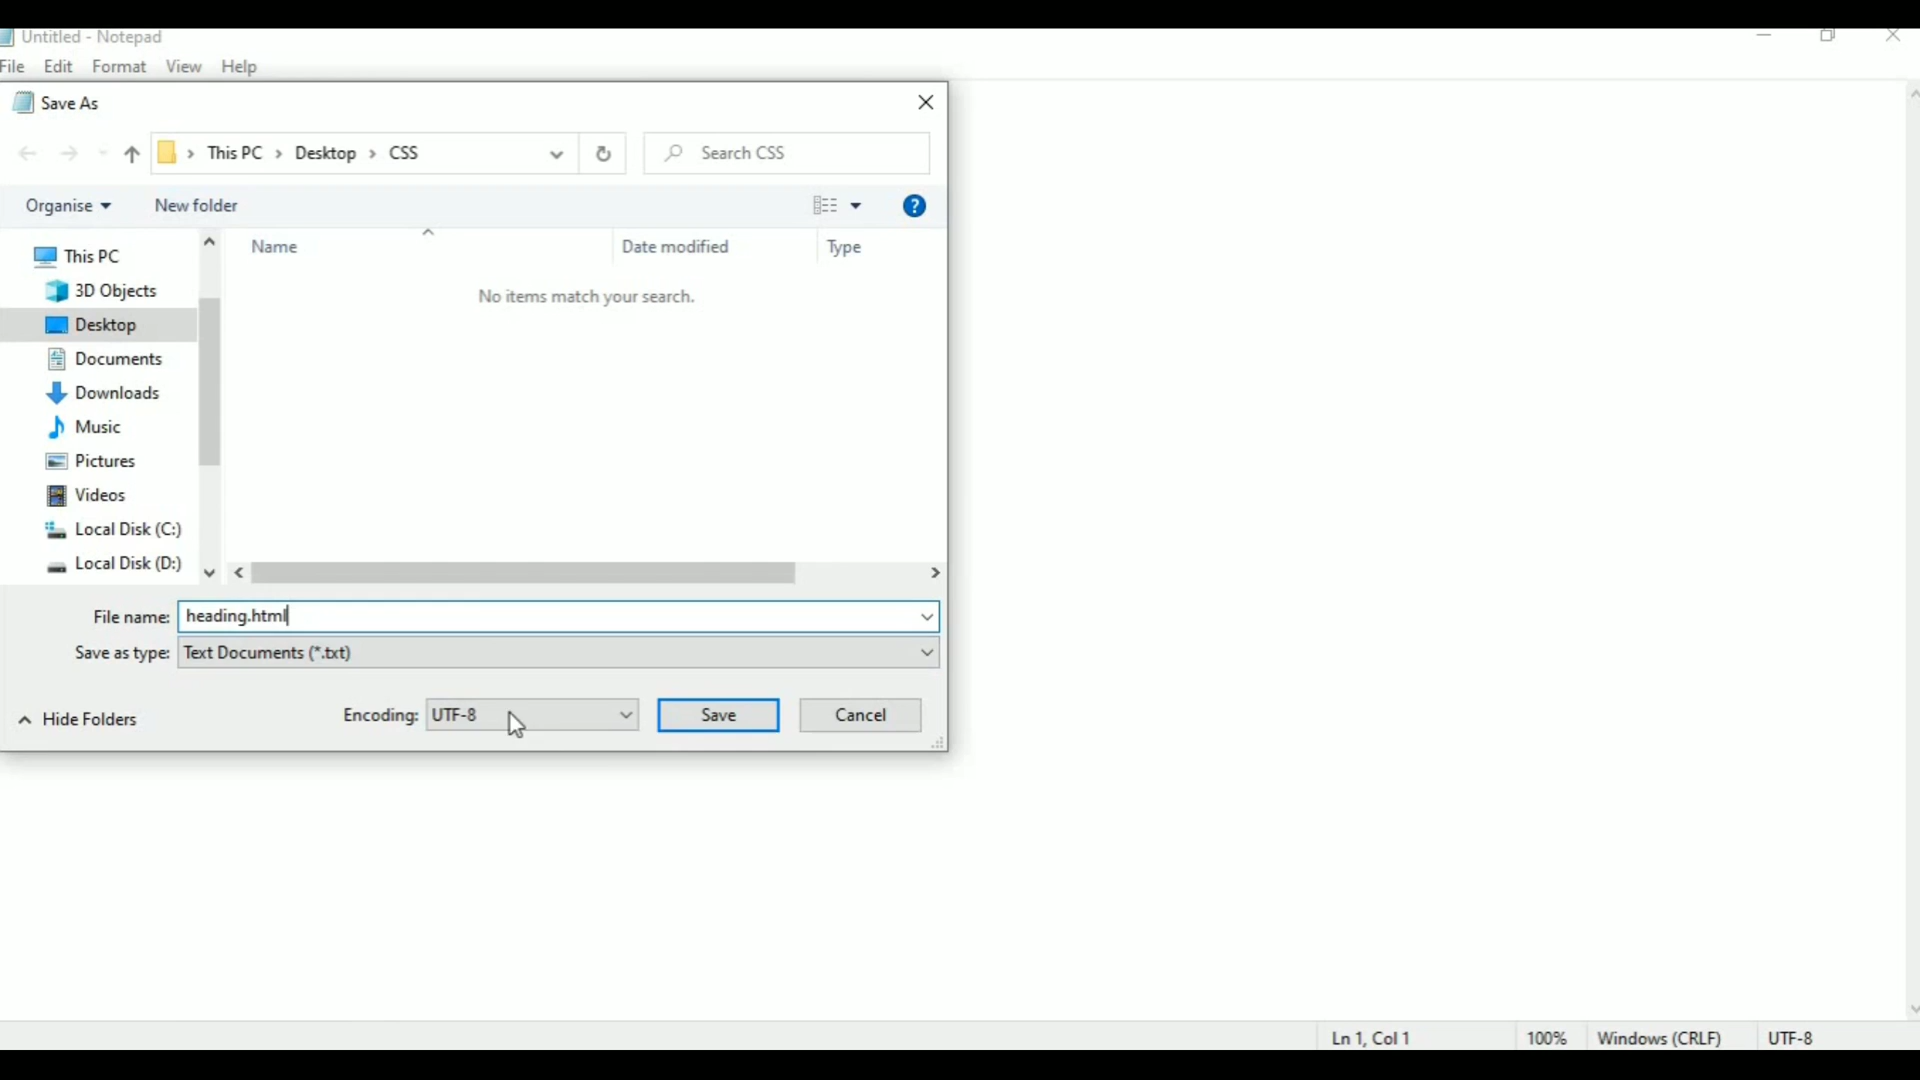 Untitled - Notepad
File Edit Format View Help
Save As
This PC > Desktop > CSS
Search CSS
Organise New folder
?
Name Date modified Type
No items match your search.
This PC
3D Objects
Desktop
Documents
Downloads
Music
Pictures
Videos
Local Disk (C:)
Local Disk (D:)
File name: heading.html
Save as type: Text Documents (*.txt)
Hide Folders
Encoding: UTF-8
Save
Cancel
Ln 1, Col 1 100% Windows (CRLF) UTF-8